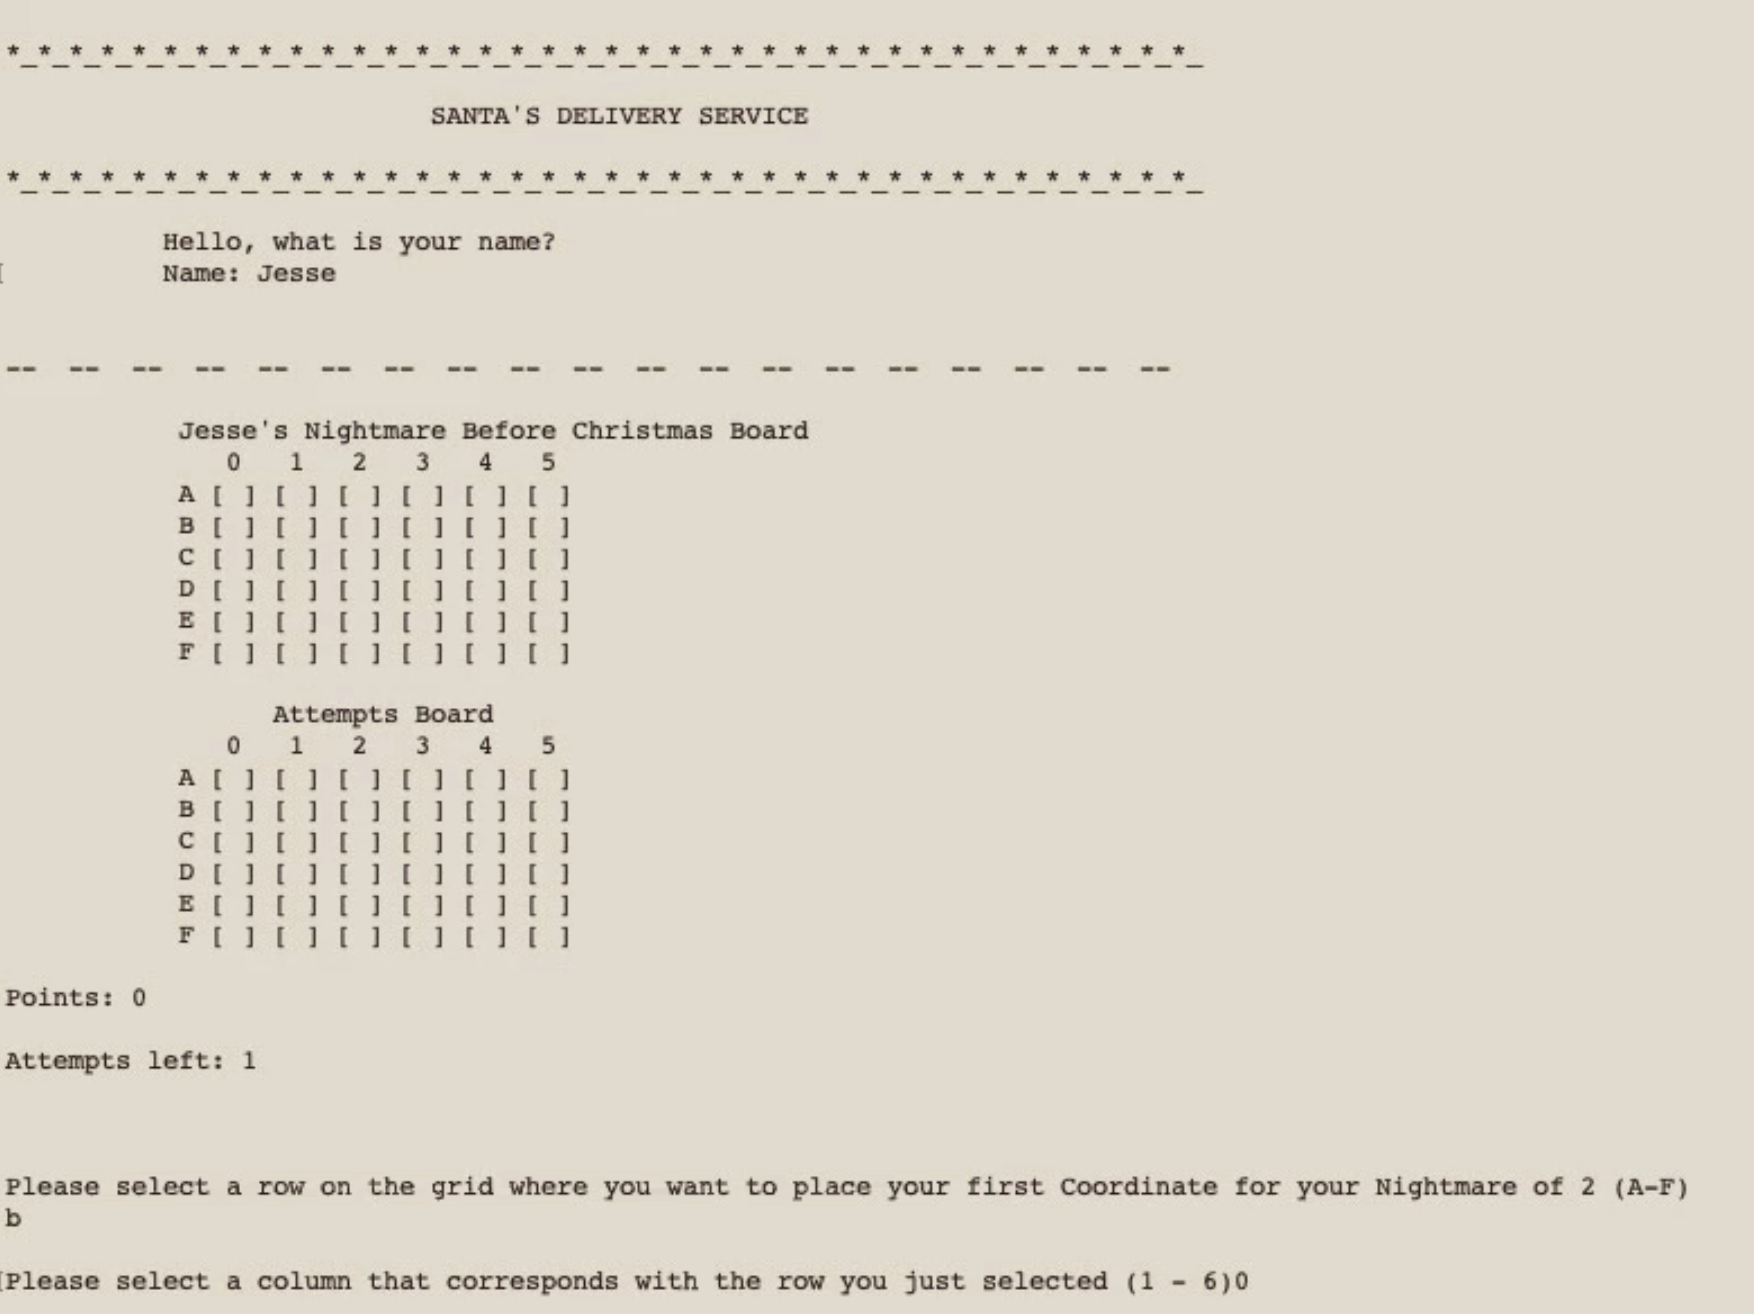 *_*_*_*_*_*_*_*_*_*_*_*_*_*_*_*_*_*_*_*_*_*_*_*_*_*_*_*_*_*_*_*_*_*_*_*_*_*_
SANTA'S DELIVERY SERVICE
*_*_*_*_*_*_*_*_*_*_*_*_*_*_*_*_*_*_*_*_*_*_*_*_*_*_*_*_*_*_*_*_*_*_*_*_*_*_
Hello, what is your name?
[ Name: Jesse
-- -- -- -- -- -- -- -- -- -- -- -- -- -- -- -- -- -- --
Jesse's Nightmare Before Christmas Board
0 1 2 3 4 5
A [ ] [ ] [ ] [ ] [ ] [ ]
B [ ] [ ] [ ] [ ] [ ] [ ]
C [ ] [ ] [ ] [ ] [ ] [ ]
D [ ] [ ] [ ] [ ] [ ] [ ]
E [ ] [ ] [ ] [ ] [ ] [ ]
F [ ] [ ] [ ] [ ] [ ] [ ]
Attempts Board
0 1 2 3 4 5
A [ ] [ ] [ ] [ ] [ ] [ ]
B [ ] [ ] [ ] [ ] [ ] [ ]
C [ ] [ ] [ ] [ ] [ ] [ ]
D [ ] [ ] [ ] [ ] [ ] [ ]
E [ ] [ ] [ ] [ ] [ ] [ ]
F [ ] [ ] [ ] [ ] [ ] [ ]
Points: 0
Attempts left: 1
Please select a row on the grid where you want to place your first Coordinate for your Nightmare of 2 (A-F)
b
[Please select a column that corresponds with the row you just selected (1 - 6)0